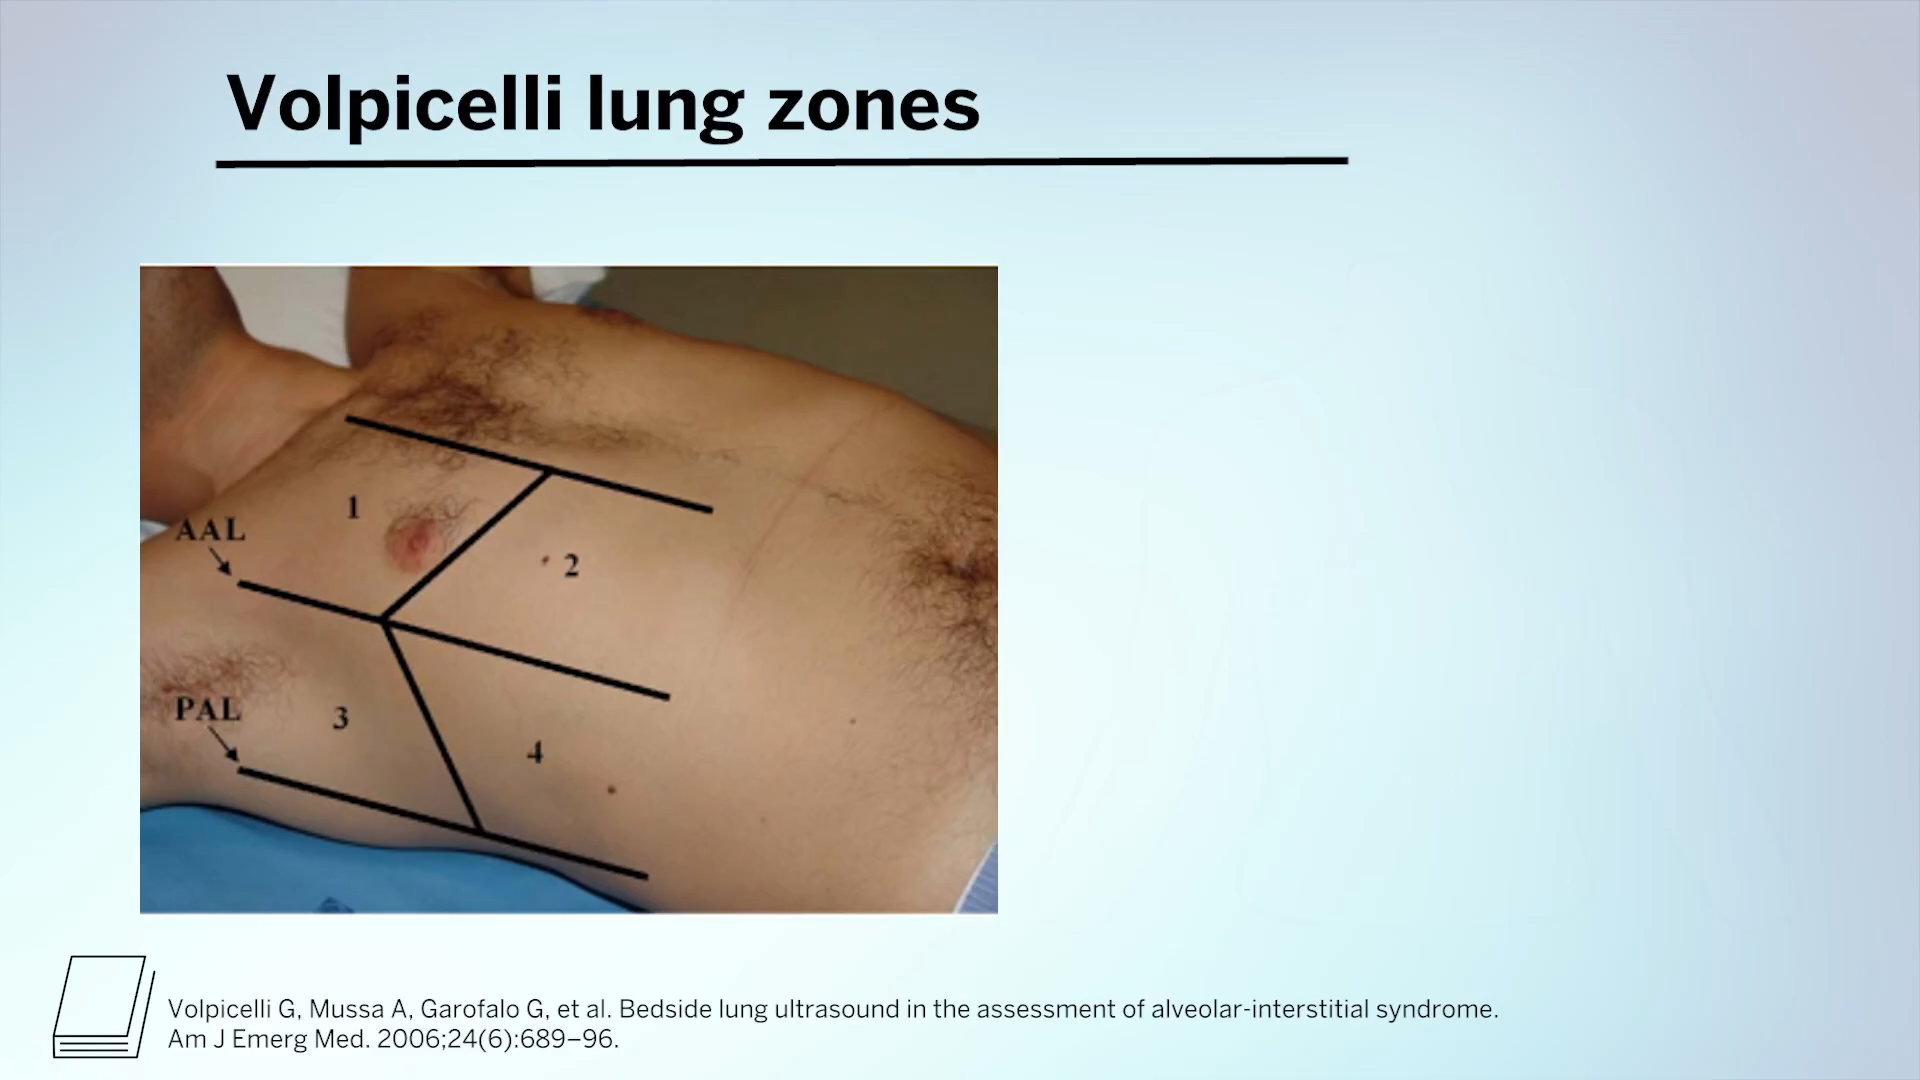 Volpicelli lung zones
1
AAL
2
PAL
3
4
Volpicelli G, Mussa A, Garofalo G, et al. Bedside lung ultrasound in the assessment of alveolar-interstitial syndrome.
Am J Emerg Med. 2006;24(6):689–96.